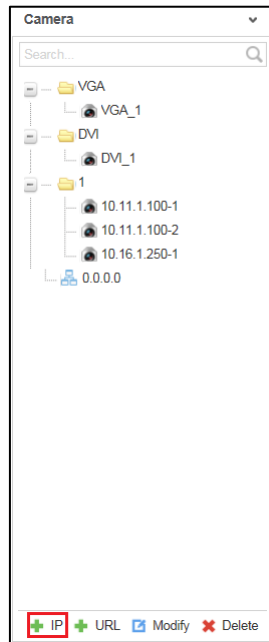 Camera
Search...
VGA
VGA_1
DVI
DVI_1
1
10.11.1.100-1
10.11.1.100-2
10.16.1.250-1
0.0.0.0
IP URL Modify Delete